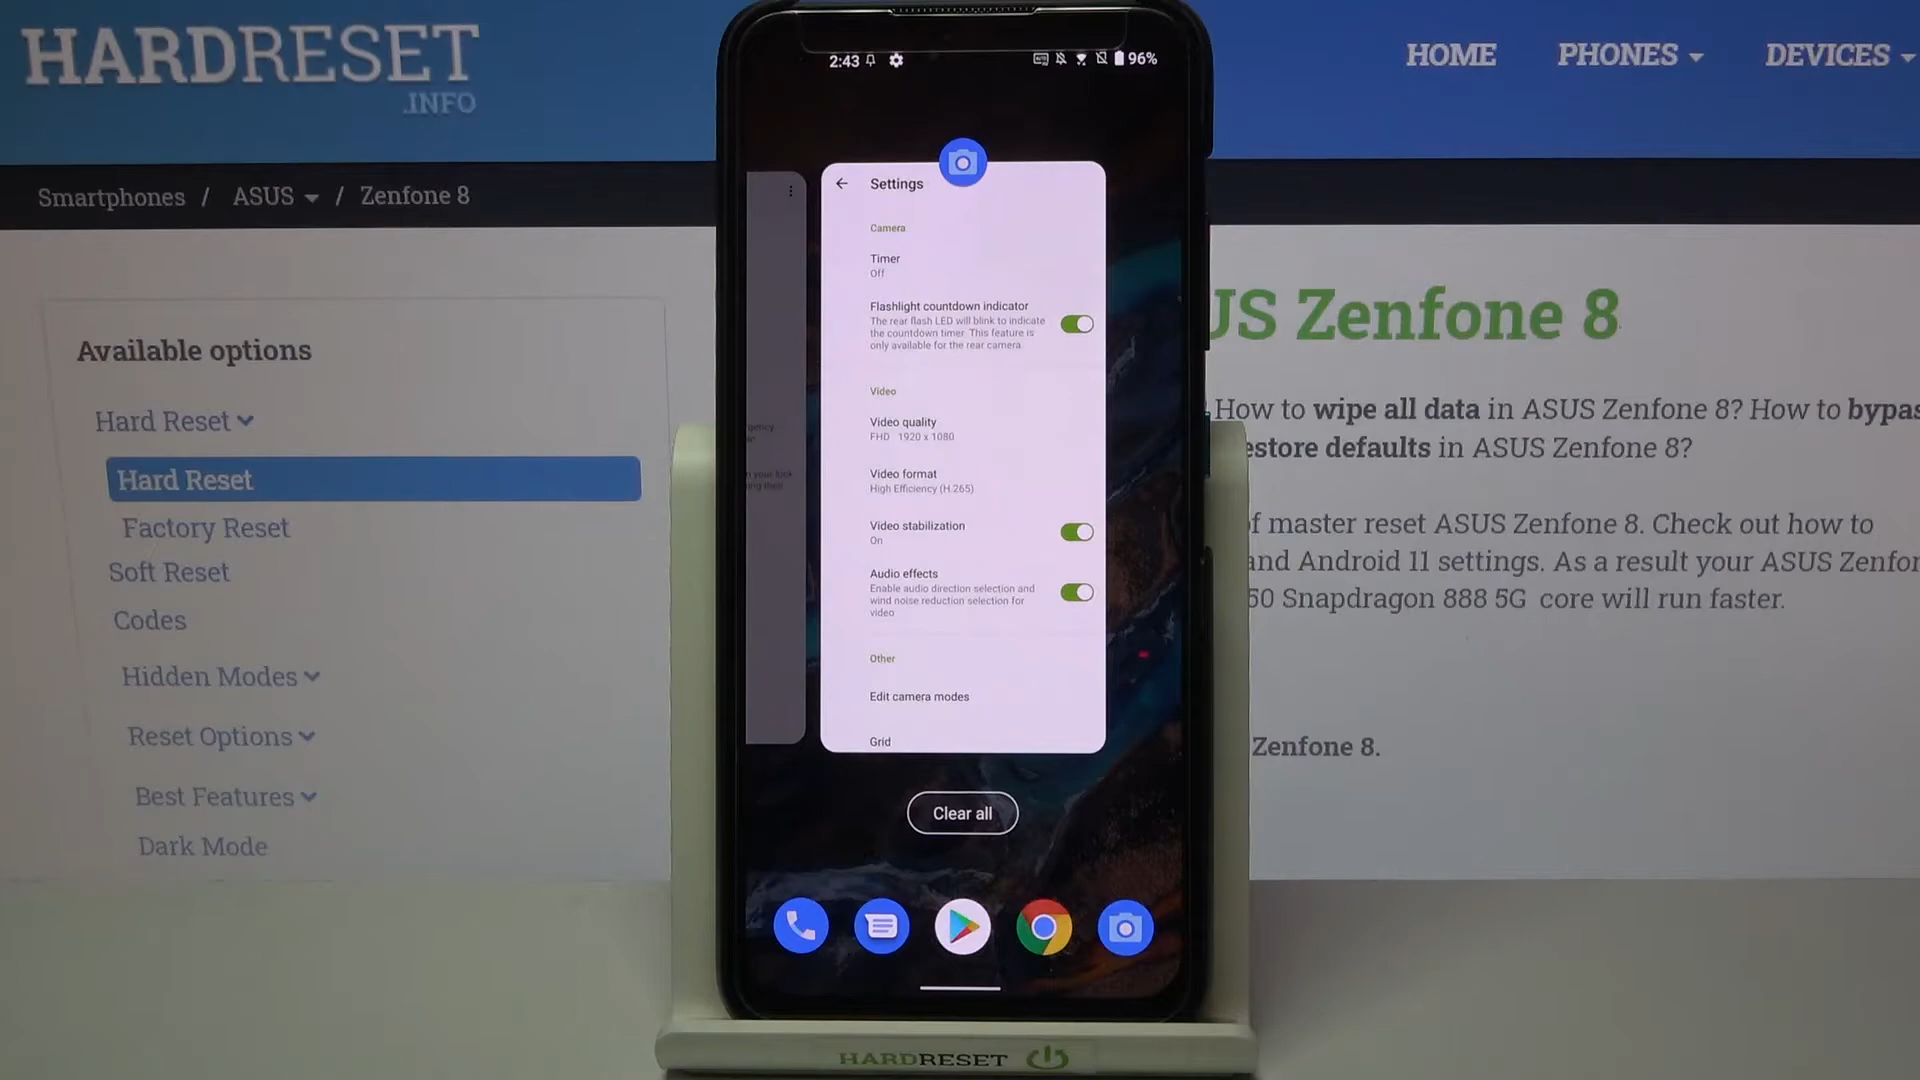 HARDRESET
.INFO
HOME
PHONES
DEVICES
Smartphones / ASUS / Zenfone 8
Available options
Hard Reset
Hard Reset
Factory Reset
Soft Reset
Codes
Hidden Modes
Reset Options
Best Features
Dark Mode
2:43
96%
Settings
Camera
Timer
Off
Flashlight countdown indicator
The rear flash LED will blink to indicate
the countdown timer. This feature is
only available for the rear camera.
Video
Video quality
FHD 1920 x 1080
Video format
High Efficiency (H.265)
Video stabilization
On
Audio effects
Enable audio direction selection and
wind noise reduction selection for
video
Other
Edit camera modes
Grid
Clear all
US Zenfone 8
How to wipe all data in ASUS Zenfone 8? How to bypas
estore defaults in ASUS Zenfone 8?
of master reset ASUS Zenfone 8. Check out how to
and Android 11 settings. As a result your ASUS Zenfon
60 Snapdragon 888 5G core will run faster.
Zenfone 8.
HARDRESET